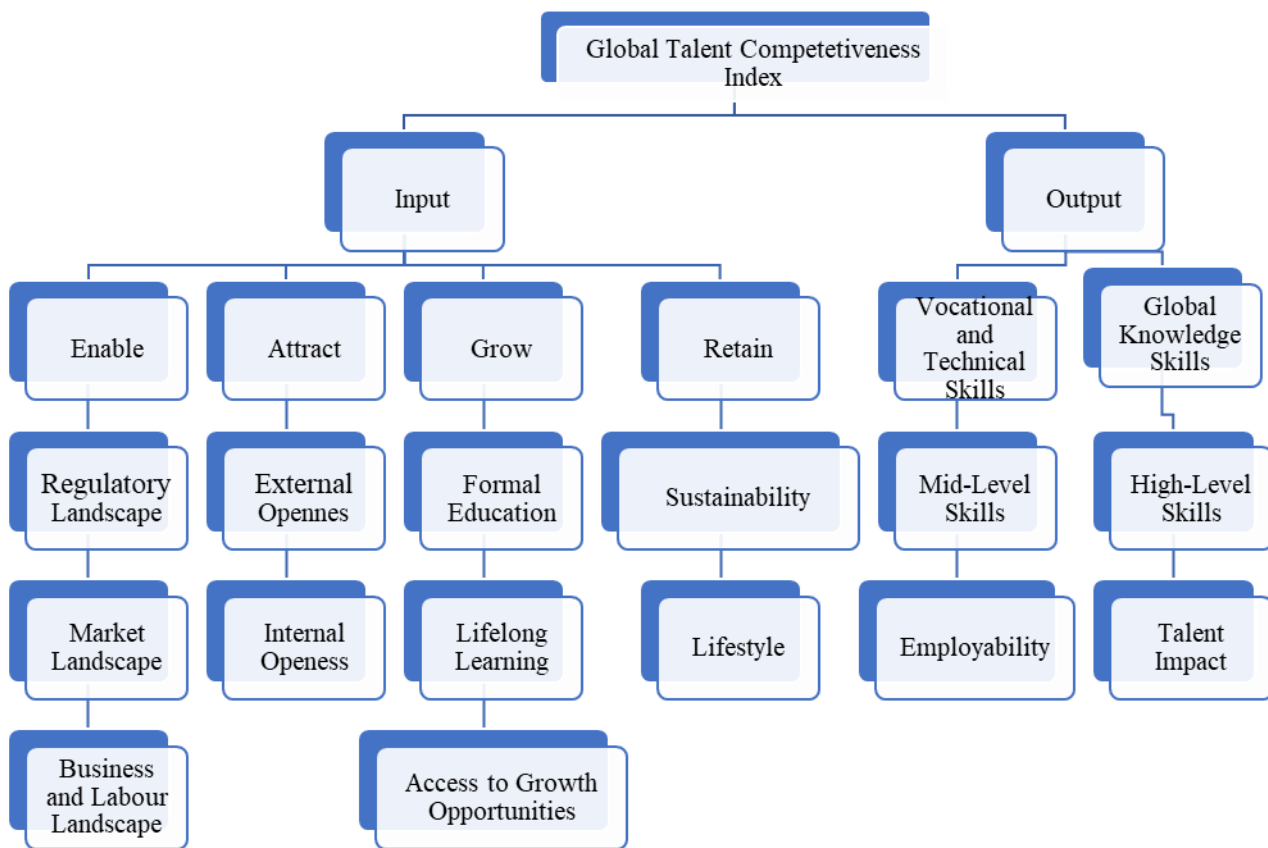 Global Talent Competetiveness
Index
Input
Output
Enable
Attract
Grow
Retain
Vocational
and
Technical
Skills
Global
Knowledge
Skills
Regulatory
Landscape
External
Opennes
Formal
Education
Sustainability
Mid-Level
Skills
High-Level
Skills
Market
Landscape
Internal
Openess
Lifelong
Learning
Lifestyle
Employability
Talent
Impact
Business
and Labour
Landscape
Access to Growth
Opportunities